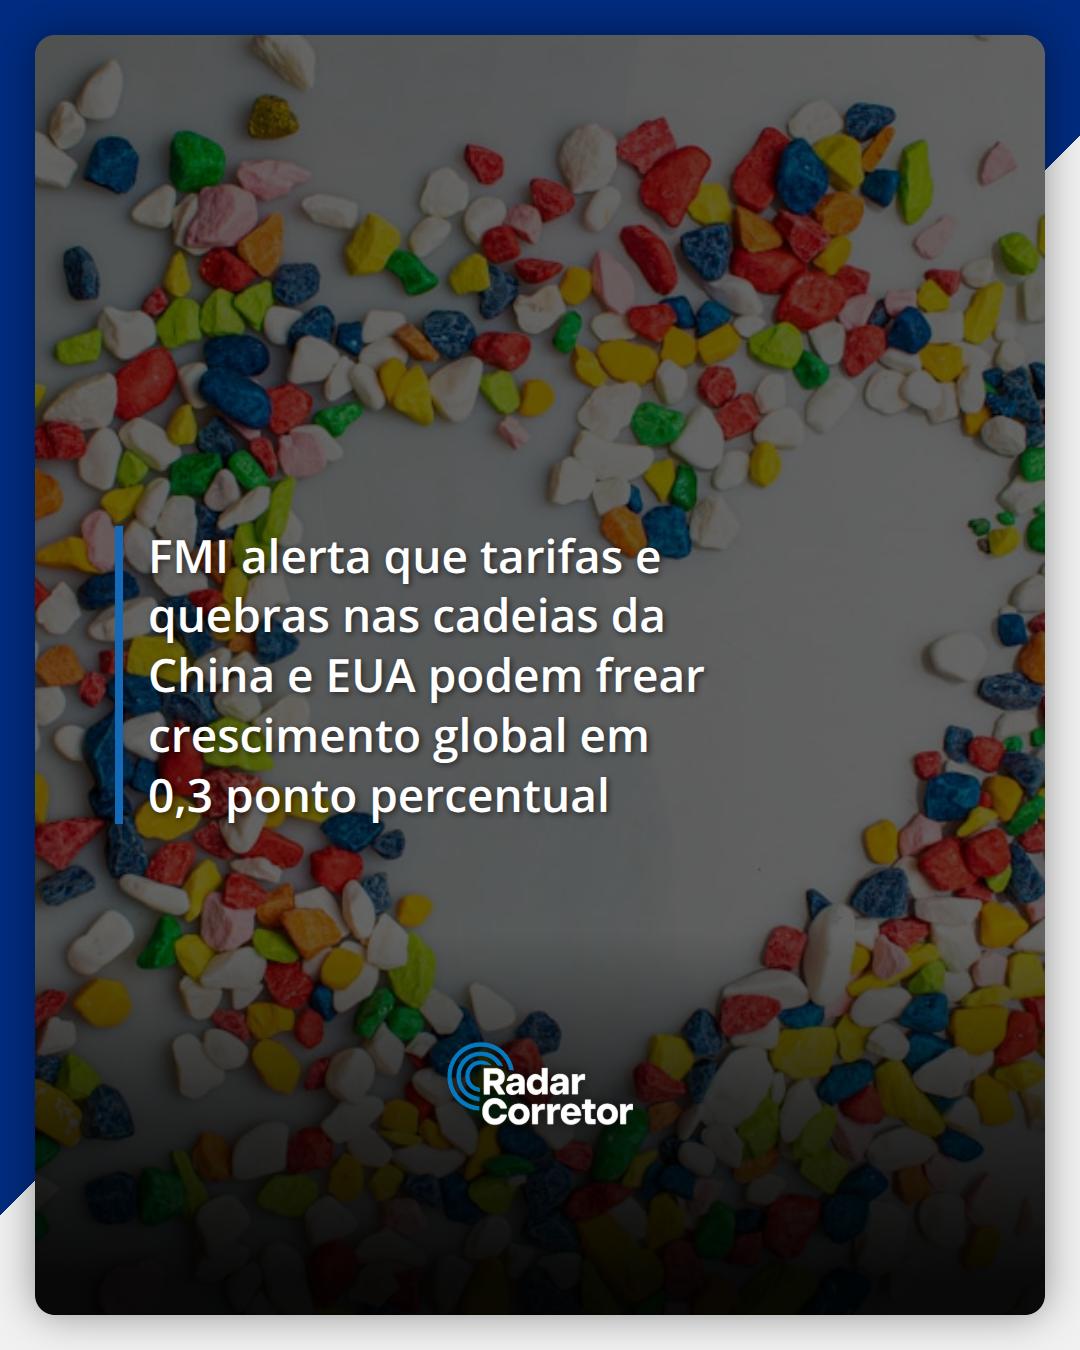 FMI alerta que tarifas e
quebras nas cadeias da
China e EUA podem frear
crescimento global em
0,3 ponto percentual
Radar
Corretor